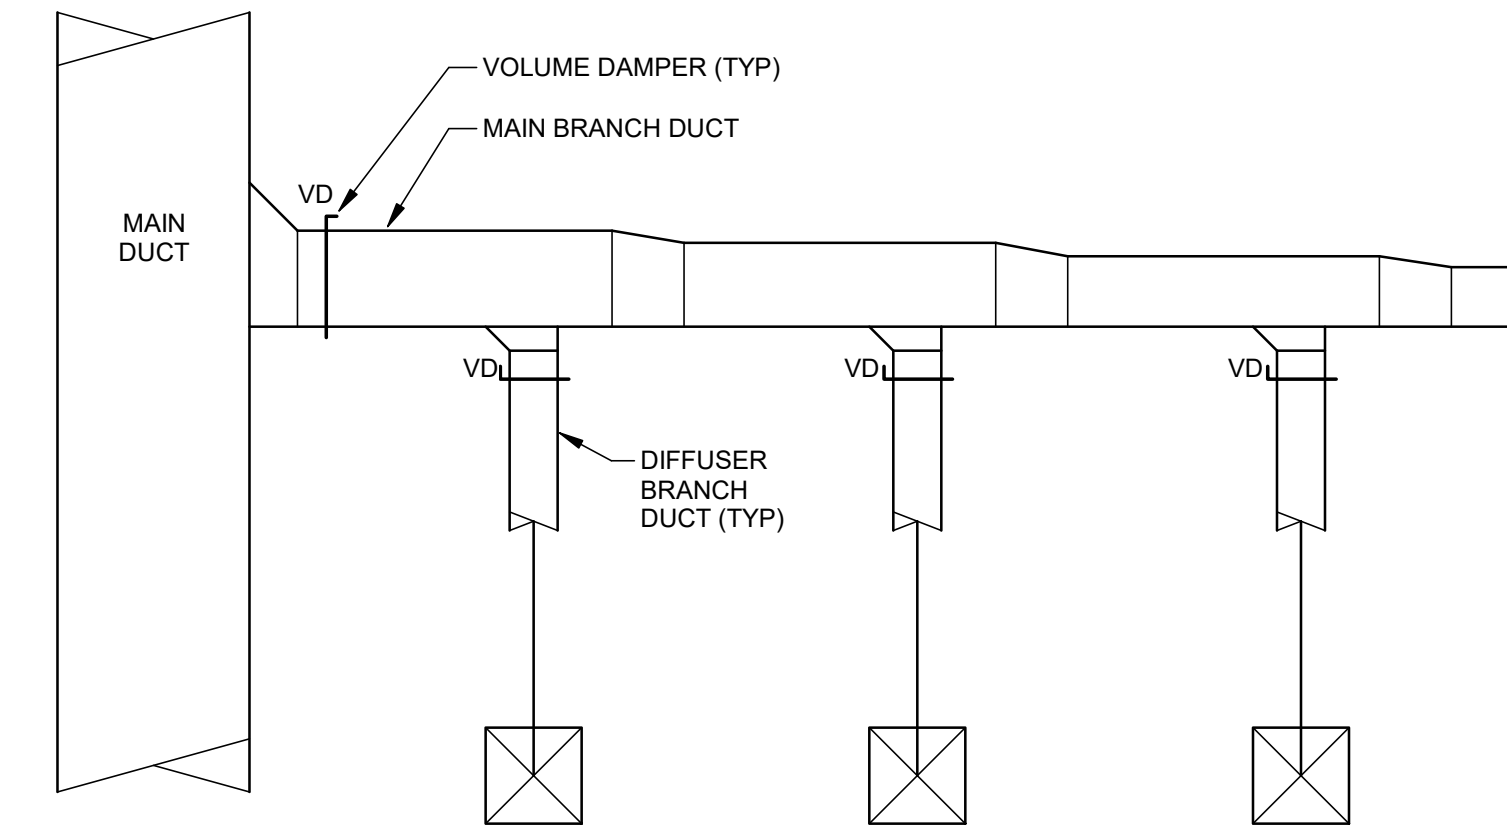 VOLUME DAMPER (TYP)
MAIN BRANCH DUCT
VD
MAIN
DUCT
VD
VD
VD
DIFFUSER
BRANCH
DUCT (TYP)